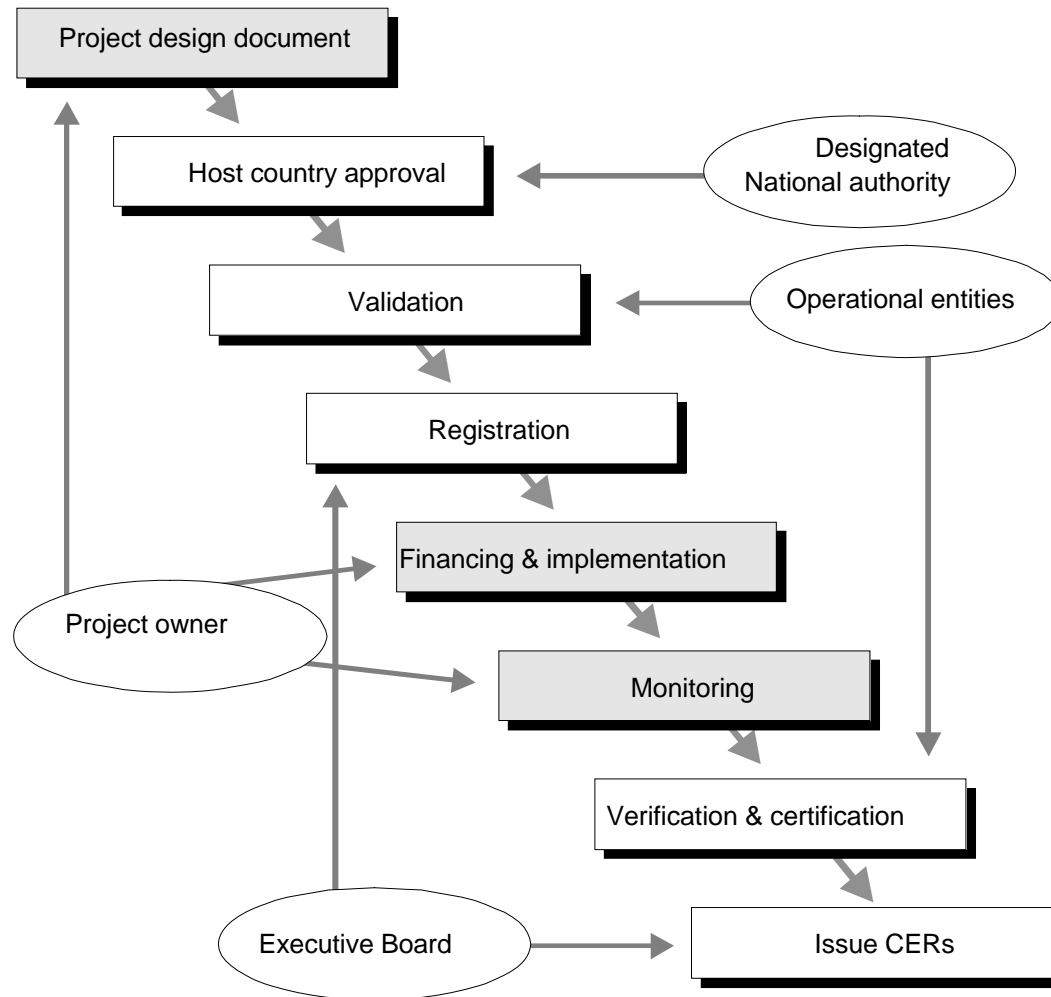 Project design document
Host country approval
Designated
National authority
Validation
Operational entities
Registration
Financing & implementation
Project owner
Monitoring
Verification & certification
Executive Board
Issue CERs